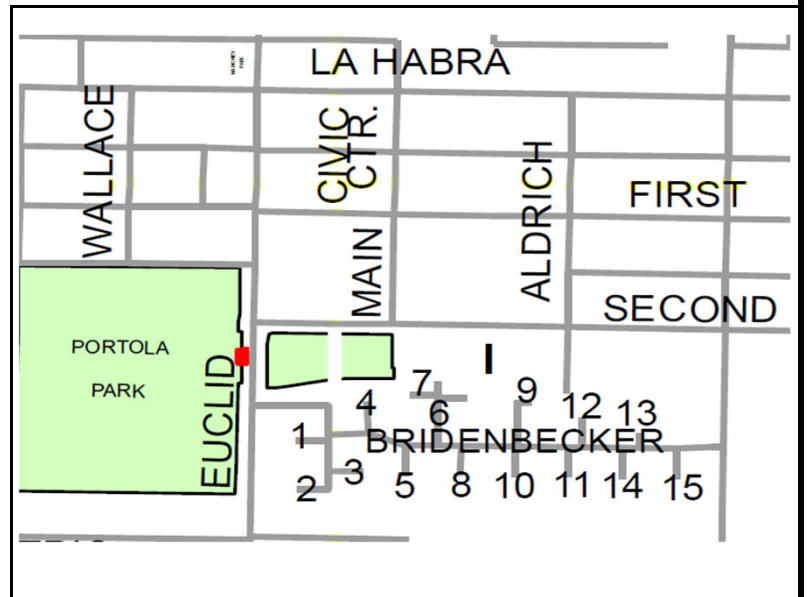 LA HABRA
WALLACE
CIVIC
CTR.
FIRST
ALDRICH
MAIN
SECOND
PORTOLA
PARK
EUCLID
I
7
9
4
6
12
13
1
BRIDENBECKER
3
2
5
8
10
11
14
15